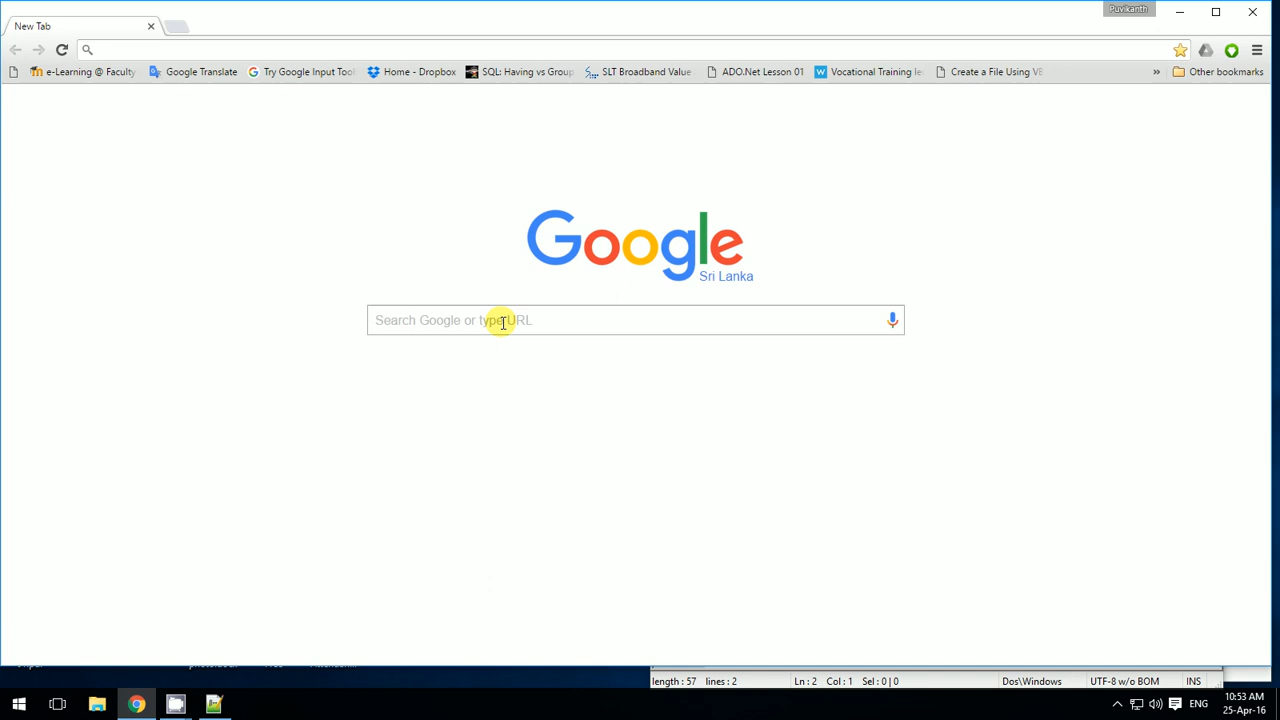 Puvikanth
New Tab
e-Learning @ Faculty
Google Translate
Try Google Input Tool
Home - Dropbox
SQL: Having vs Group
SLT Broadband Value
ADO.Net Lesson 01
Vocational Training le
Create a File Using VB
»
Other bookmarks
Google
Sri Lanka
Search Google or type URL
length : 57 lines : 2
Ln : 2 Col : 1 Sel : 0 | 0
Dos\Windows
UTF-8 w/o BOM
INS
ENG
10:53 AM
25-Apr-16